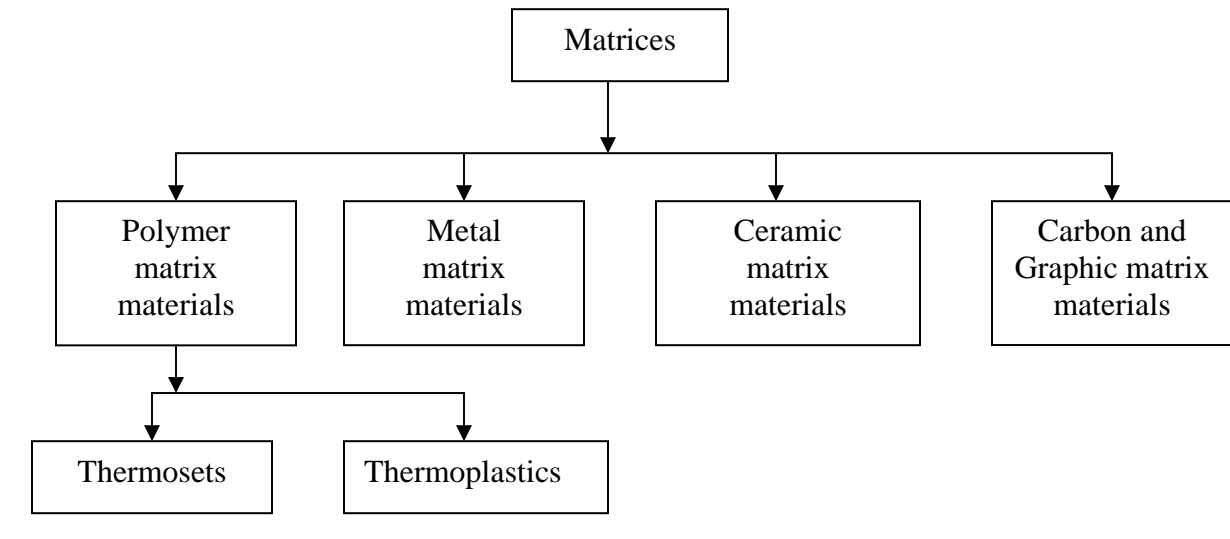 Matrices
Polymer
matrix
materials
Metal
matrix
materials
Ceramic
matrix
materials
Carbon and
Graphic matrix
materials
Thermosets
Thermoplastics